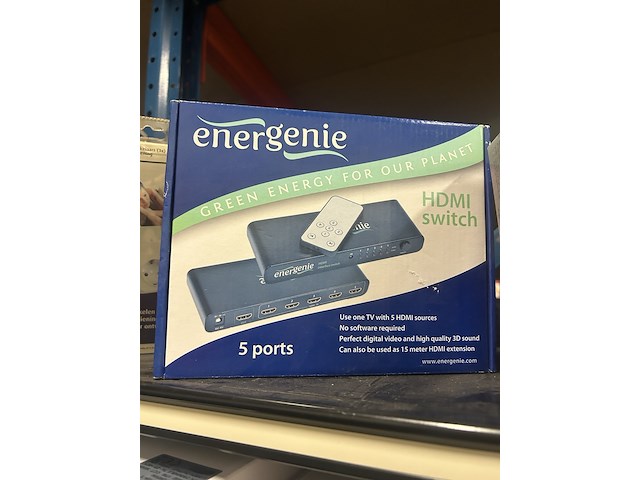 energenie
GREEN ENERGY FOR OUR PLANET
HDMI
switch
energenie
energenie
5 ports
Use one TV with 5 HDMI sources
No software required
Perfect digital video and high quality 3D sound
Can also be used as 15 meter HDMI extension
www.energenie.com